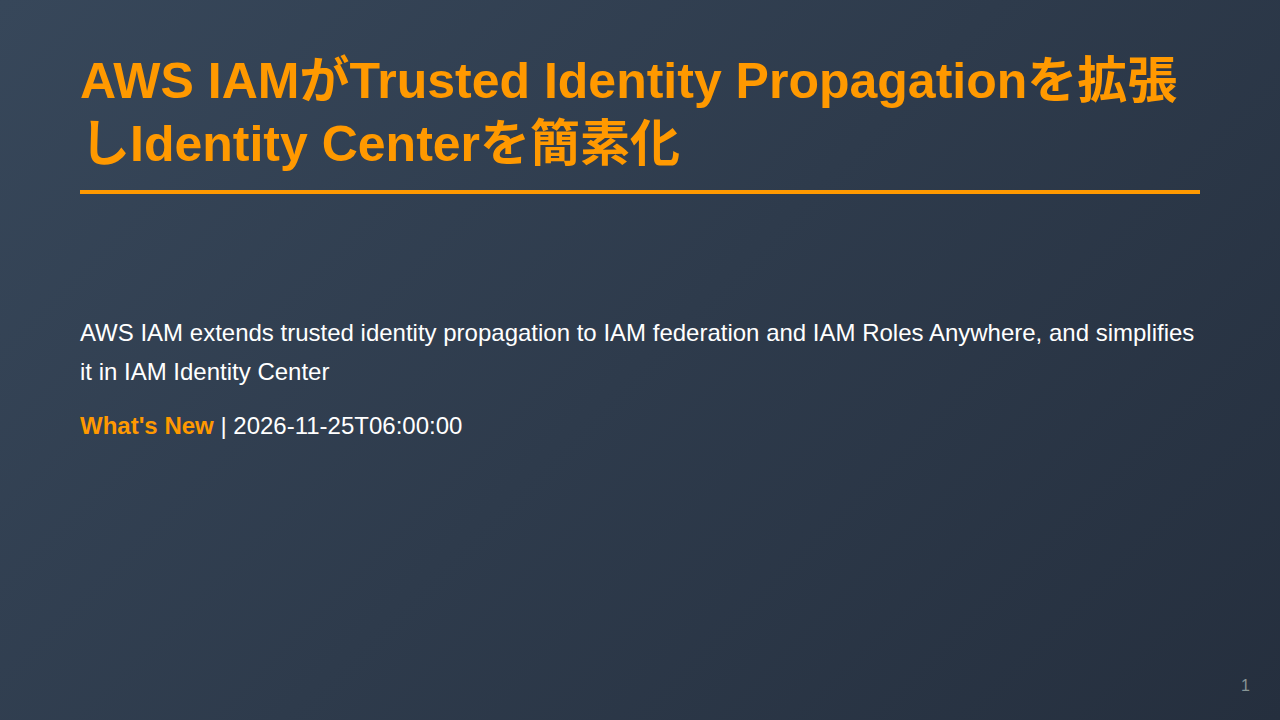 AWS IAMがTrusted Identity Propagationを拡張
しIdentity Centerを簡素化
AWS IAM extends trusted identity propagation to IAM federation and IAM Roles Anywhere, and simplifies
it in IAM Identity Center
What's New | 2026-11-25T06:00:00
1